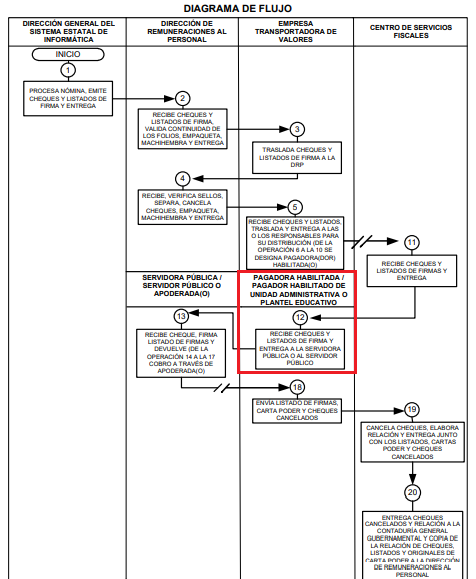 DIAGRAMA DE FLUJO
DIRECCIÓN GENERAL DEL
SISTEMA ESTATAL DE
INFORMÁTICA
DIRECCIÓN DE
REMUNERACIONES AL
PERSONAL
EMPRESA
TRANSPORTADORA DE
VALORES
CENTRO DE SERVICIOS
FISCALES
INICIO
1
PROCESA NÓMINA, EMITE
CHEQUES Y LISTADOS DE
FIRMA Y ENTREGA
2
RECIBE CHEQUES Y
LISTADOS DE FIRMA,
VALIDA CONTINUIDAD DE
LOS FOLIOS, EMPAQUETA,
MACHIHEMBRA Y ENTREGA
3
TRASLADA CHEQUES Y
LISTADOS DE FIRMA A LA
DRP
4
RECIBE, VERIFICA SELLOS,
SEPARA, CANCELA
CHEQUES, EMPAQUETA,
MACHIHEMBRA Y ENTREGA
5
RECIBE CHEQUES Y LISTADOS,
TRASLADA Y ENTREGA A LAS
O LOS RESPONSABLES PARA
SU DISTRIBUCIÓN (DE LA
OPERACIÓN 6 A LA 10 SE
DESIGNA PAGADORA(DOR)
HABILITADA(O)
11
RECIBE CHEQUES Y
LISTADOS DE FIRMAS Y
ENTREGA
SERVIDORA PÚBLICA /
SERVIDOR PÚBLICO O
APODERADA(O)
PAGADORA HABILITADA /
PAGADOR HABILITADO DE
UNIDAD ADMINISTRATIVA O
PLANTEL EDUCATIVO
12
RECIBE CHEQUES Y
LISTADOS DE FIRMA Y
ENTREGA A LA SERVIDORA
PÚBLICA O AL SERVIDOR
PÚBLICO
13
RECIBE CHEQUE, FIRMA
LISTADO DE FIRMAS Y
DEVUELVE (DE LA
OPERACIÓN 14 A LA 17
COBRO A TRAVÉS DE
APODERADA(O)
18
ENVÍA LISTADO DE FIRMAS,
CARTA PODER Y CHEQUES
CANCELADOS
19
CANCELA CHEQUES, ELABORA
RELACIÓN Y ENTREGA JUNTO
CON LOS LISTADOS, CARTAS
PODER Y CHEQUES
CANCELADOS
20
ENTREGA CHEQUES
CANCELADOS Y RELACIÓN A LA
CONTADURÍA GENERAL
GUBERNAMENTAL Y COPIA DE
LA RELACIÓN DE CHEQUES,
LISTADOS Y ORIGINALES DE
CARTA PODER A LA DIRECCIÓN
DE REMUNERACIONES AL
PERSONAL